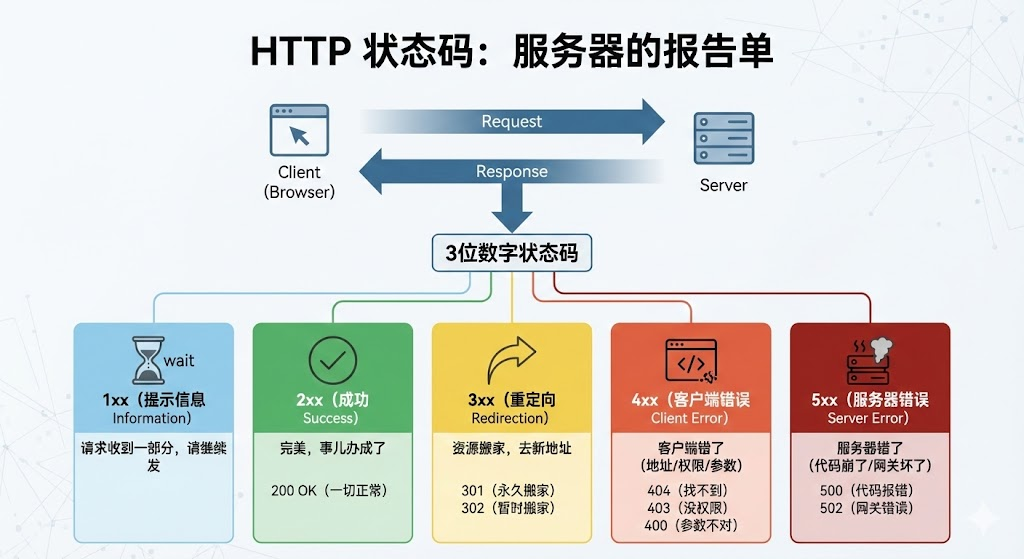 HTTP 状态码：服务器的报告单
Request
Client
(Browser)
Response
Server
3位数字状态码
wait
1xx（提示信息
Information）
请求收到一部分，请继续
发
2xx（成功
Success）
完美，事儿办成了
200 OK（一切正常）
3xx（重定向
Redirection）
资源搬家，去新地址
301（永久搬家）
302（暂时搬家）
</>
4xx（客户端错误
Client Error）
客户端错了
（地址/权限/参数）
404（找不到）
403（没权限）
400（参数不对）
5xx（服务器错误
Server Error）
服务器错了
（代码崩了/网关坏了）
500（代码报错）
502（网关错误）